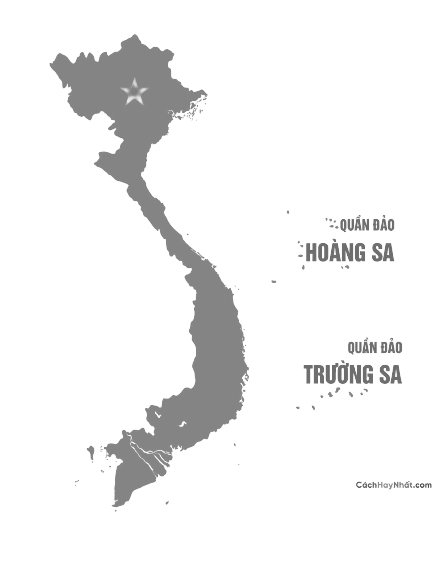 QUẦN ĐẢO
HOÀNG SA
QUẦN ĐẢO
TRƯỜNG SA
CáchHayNhất.com